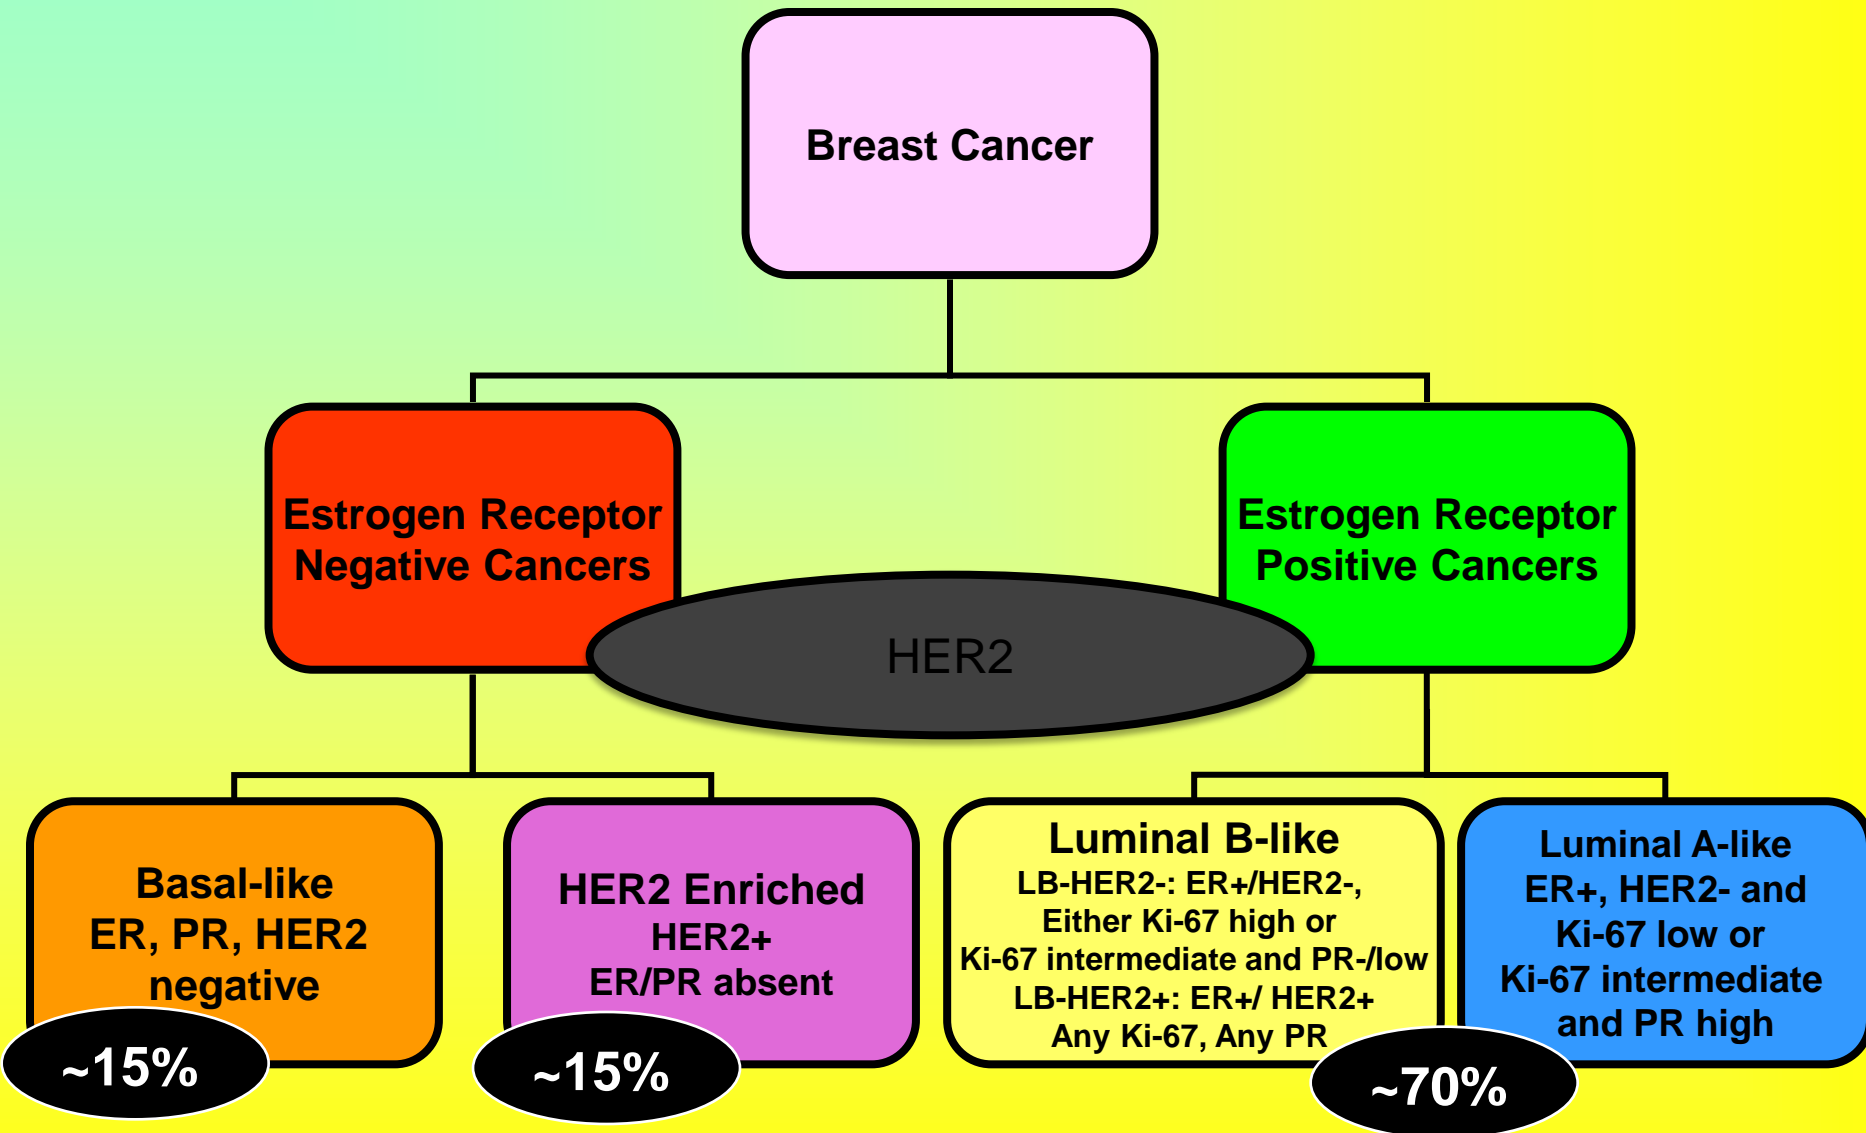 Breast Cancer
Estrogen Receptor
Negative Cancers
Estrogen Receptor
Positive Cancers
HER2
Basal-like
ER, PR, HER2
negative
~15%
HER2 Enriched
HER2+
ER/PR absent
~15%
Luminal B-like
LB-HER2-: ER+/HER2-,
Either Ki-67 high or
Ki-67 intermediate and PR-/low
LB-HER2+: ER+/ HER2+
Any Ki-67, Any PR
Luminal A-like
ER+, HER2- and
Ki-67 low or
Ki-67 intermediate
and PR high
~70%